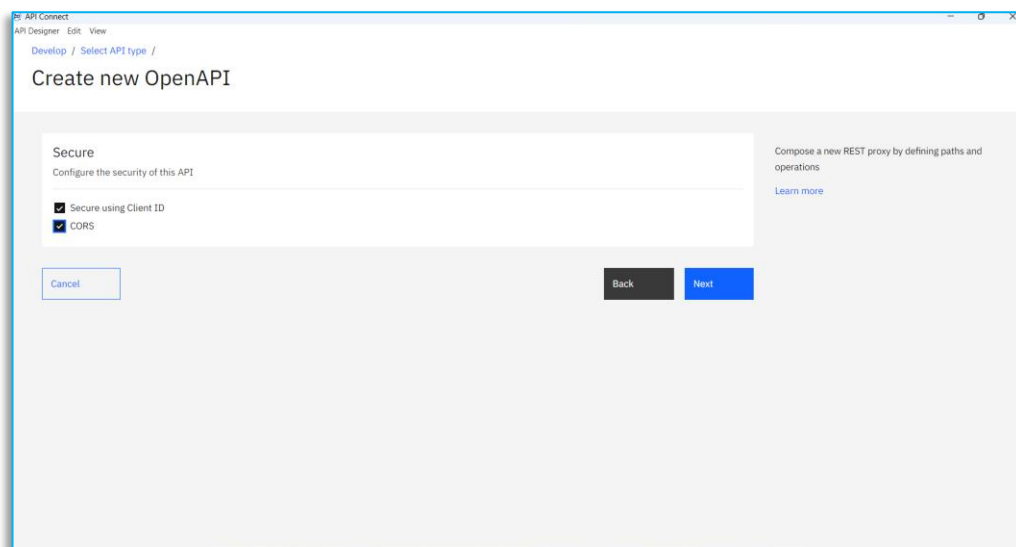 API Connect
API Designer Edit View
Develop / Select API type /
Create new OpenAPI
Secure
Configure the security of this API
Secure using Client ID
CORS
Compose a new REST proxy by defining paths and
operations
Learn more
Cancel
Back
Next